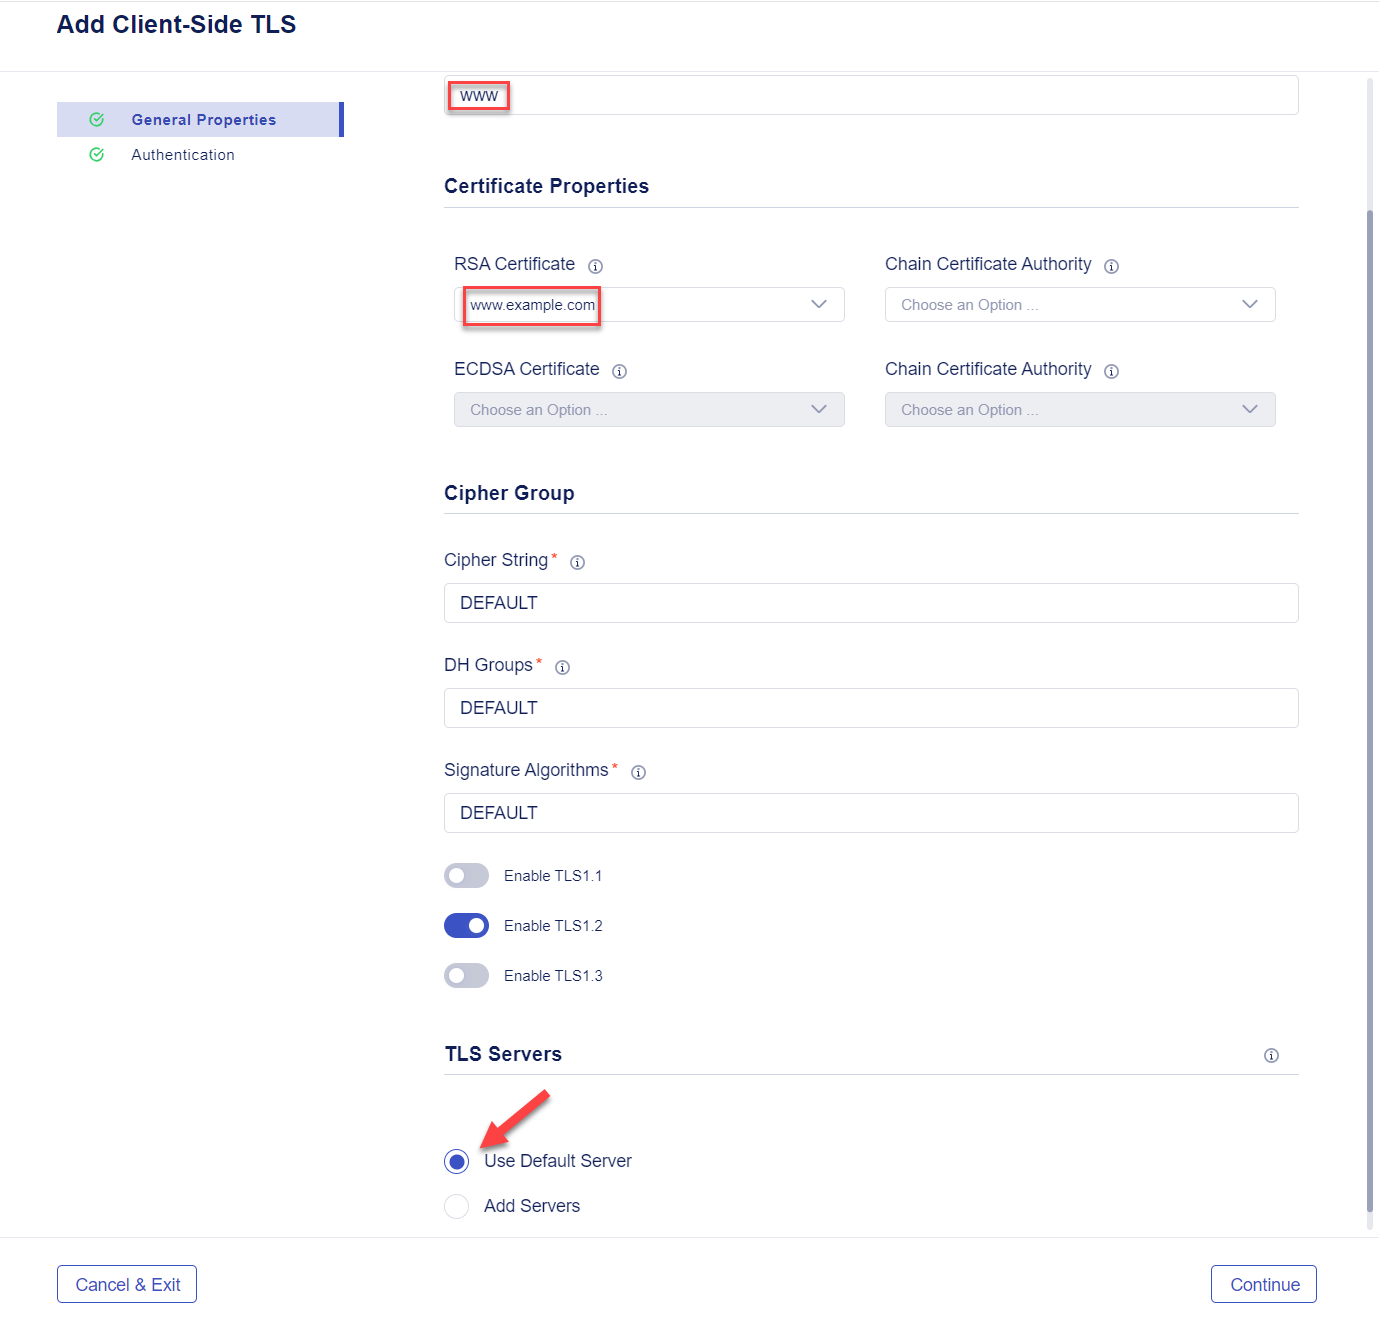 Add Client-Side TLS
General Properties
Authentication
www
Certificate Properties
RSA Certificate
Chain Certificate Authority
www.example.com
Choose an Option ...
ECDSA Certificate
Chain Certificate Authority
Choose an Option ...
Choose an Option ...
Cipher Group
Cipher String*
DEFAULT
DH Groups*
DEFAULT
Signature Algorithms*
DEFAULT
Enable TLS1.1
Enable TLS1.2
Enable TLS1.3
TLS Servers
Use Default Server
Add Servers
Cancel & Exit
Continue